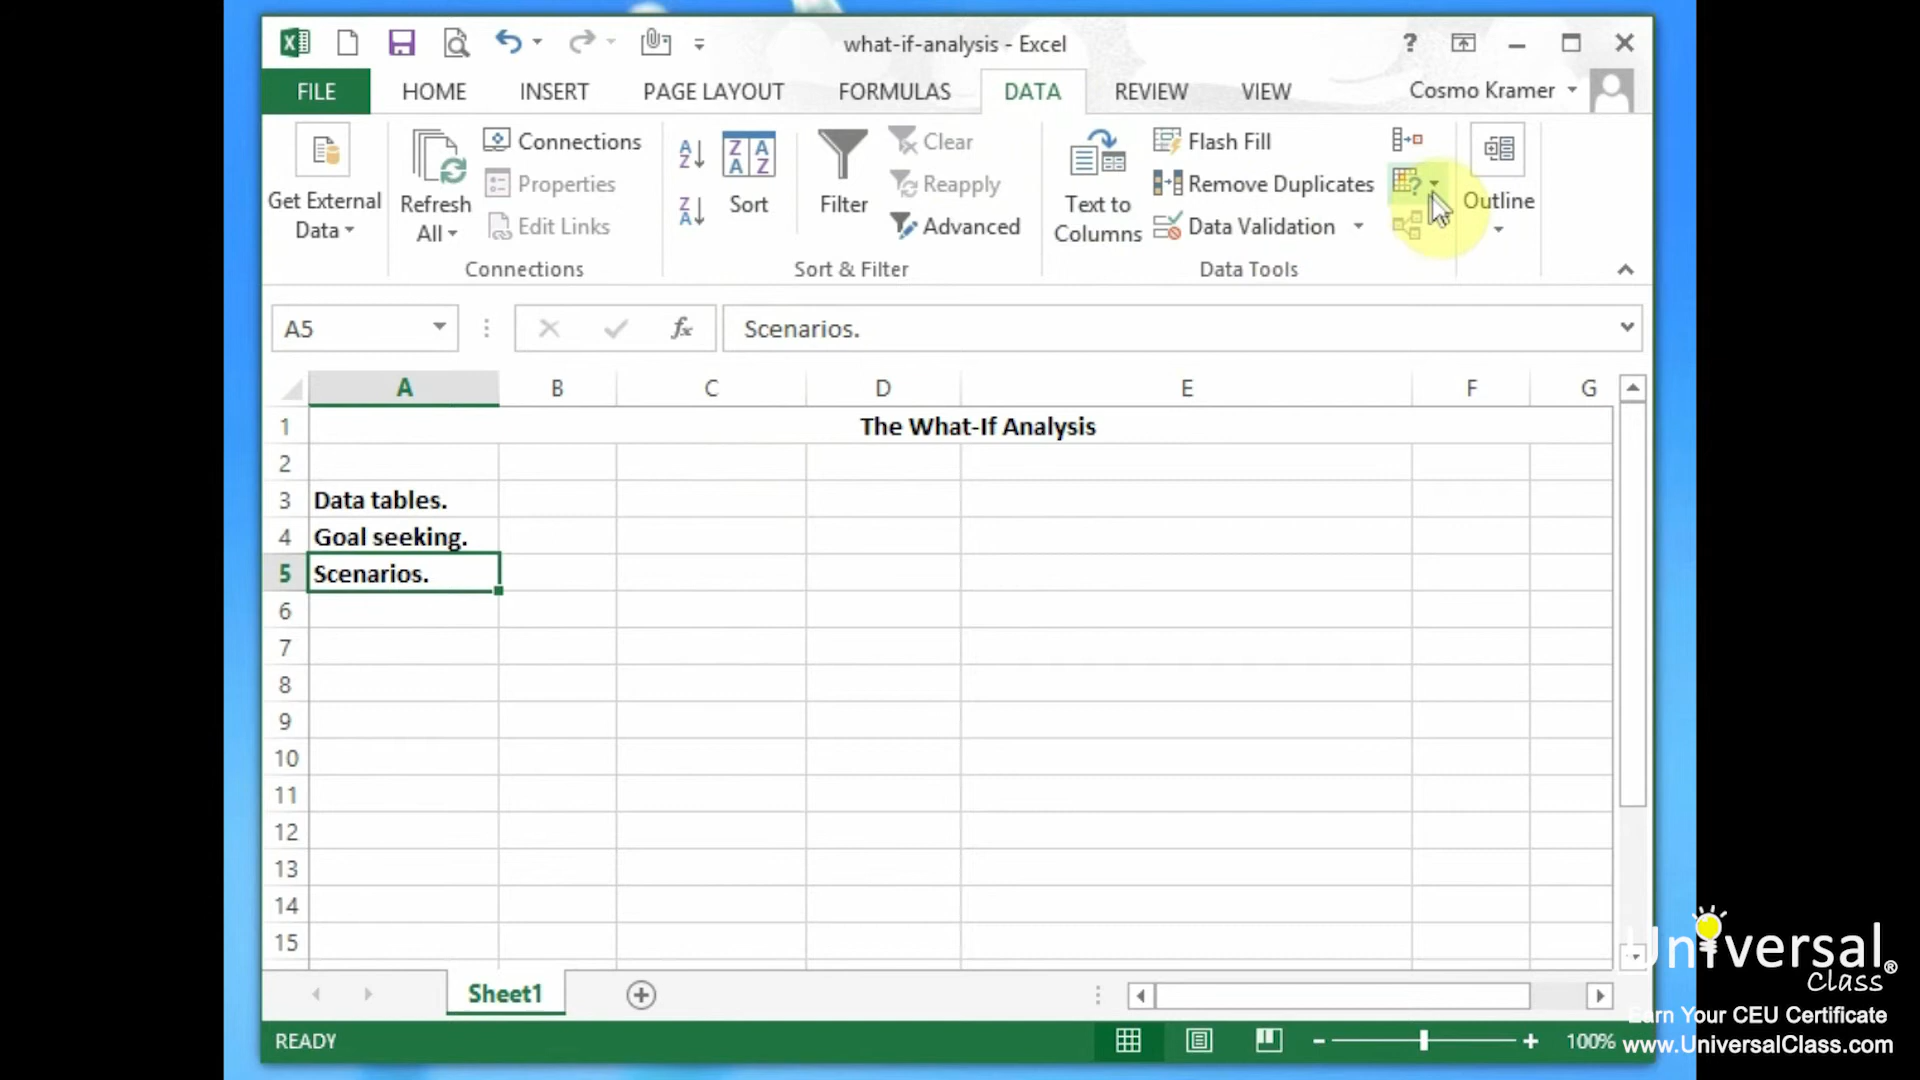 what-if-analysis - Excel
?
FILE HOME INSERT PAGE LAYOUT FORMULAS DATA REVIEW VIEW Cosmo Kramer
Get External
Data
Refresh
All
Connections
Properties
Edit Links
Connections
Sort
Filter
Clear
Reapply
Advanced
Sort & Filter
Text to
Columns
Flash Fill
Remove Duplicates
Data Validation
Data Tools
Outline
A5 fx Scenarios.
A B C D E F G
1 The What-If Analysis
2
3 Data tables.
4 Goal seeking.
5 Scenarios.
6
7
8
9
10
11
12
13
14
15
Sheet1
READY 100%
Universal
Class®
Earn Your CEU Certificate
www.UniversalClass.com